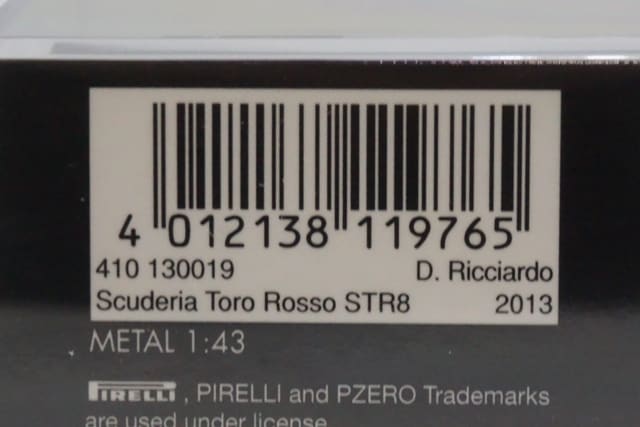 4 012138 119765
410 130019 D. Ricciardo
Scuderia Toro Rosso STR8 2013
METAL 1:43
PIRELLI, PIRELLI and PZERO Trademarks
are used under license